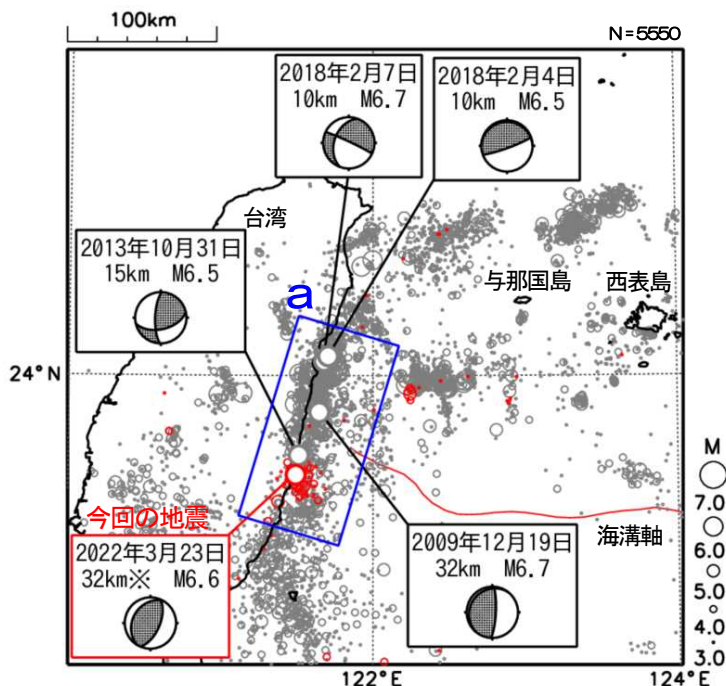 100km
N=5550
2018年2月7日
10km M6.7
2018年2月4日
10km M6.5
台湾
2013年10月31日
15km M6.5
a
与那国島
西表島
24°N
今回の地震
2022年3月23日
32km※ M6.6
2009年12月19日
32km M6.7
海溝軸
M
7.0
6.0
5.0
4.0
3.0
122°E
124°E